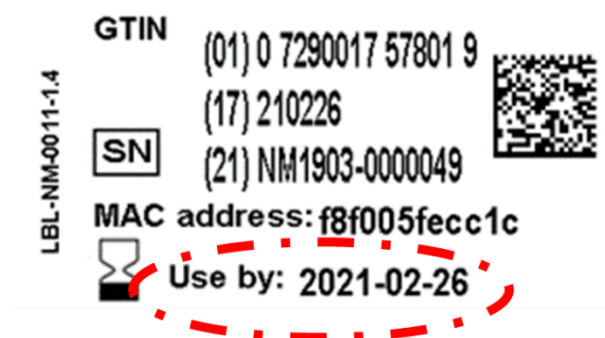 GTIN
(01) 0 7290017 57801 9
(17) 210226
SN
(21) NM1903-0000049
MAC address: f8f005fecc1c
Use by: 2021-02-26
LBL-NM-0011-1.4